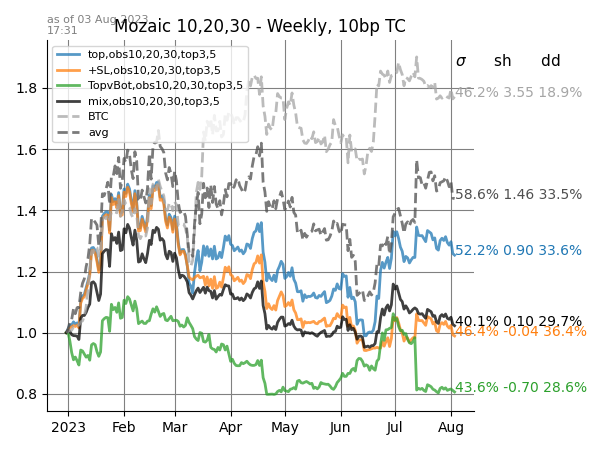 as of 03 Aug 2023
17:31
Mozaic 10,20,30 - Weekly, 10bp TC
top,obs10,20,30,top3,5
+SL,obs10,20,30,top3,5
TopvBot,obs10,20,30,top3,5
mix,obs10,20,30,top3,5
BTC
avg
σ sh dd
46.2% 3.55 18.9%
58.6% 1.46 33.5%
52.2% 0.90 33.6%
40.1% 0.10 29.7%
46.4% -0.04 36.4%
43.6% -0.70 28.6%
1.8
1.6
1.4
1.2
1.0
0.8
2023 Feb Mar Apr May Jun Jul Aug